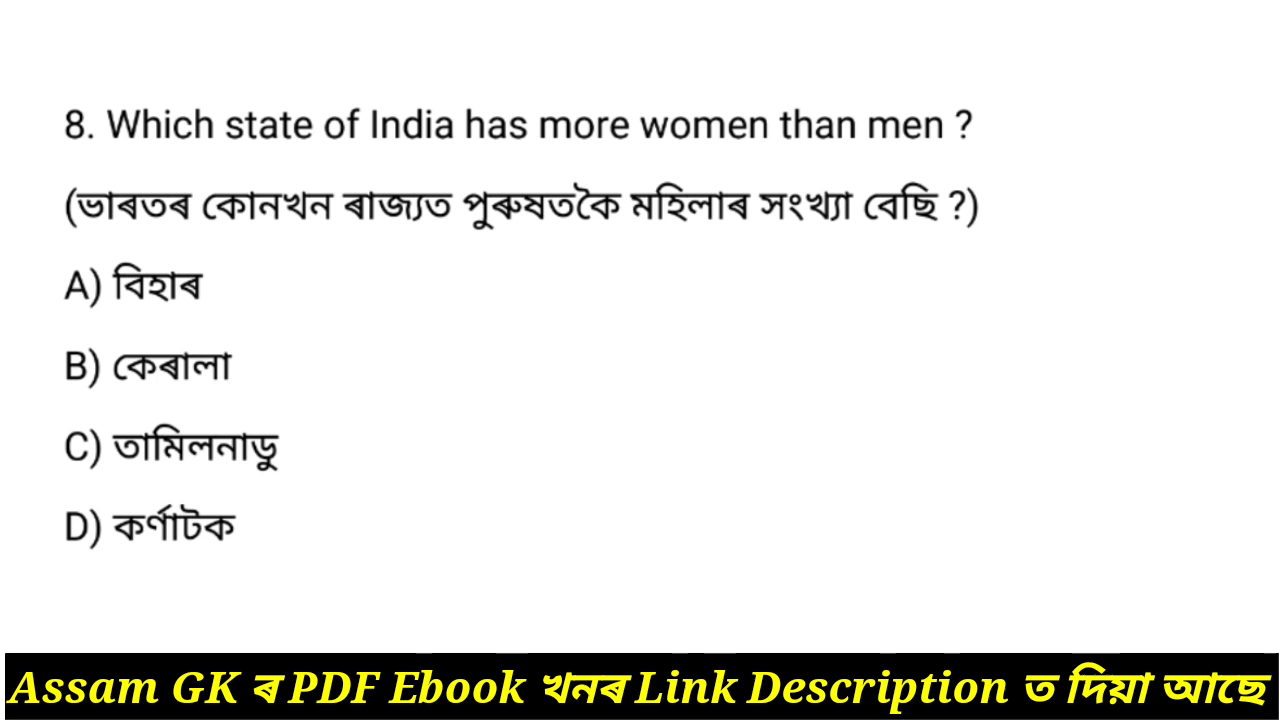 8. Which state of India has more women than men ?
(ভাৰতৰ কোনখন ৰাজ্যত পুৰুষতকৈ মহিলাৰ সংখ্যা বেছি ?)
A) বিহাৰ
B) কেৰালা
C) তামিলনাড়ু
D) কৰ্ণাটক
Assam GK ৰ PDF Ebook খনৰ Link Description ত দিয়া আছে